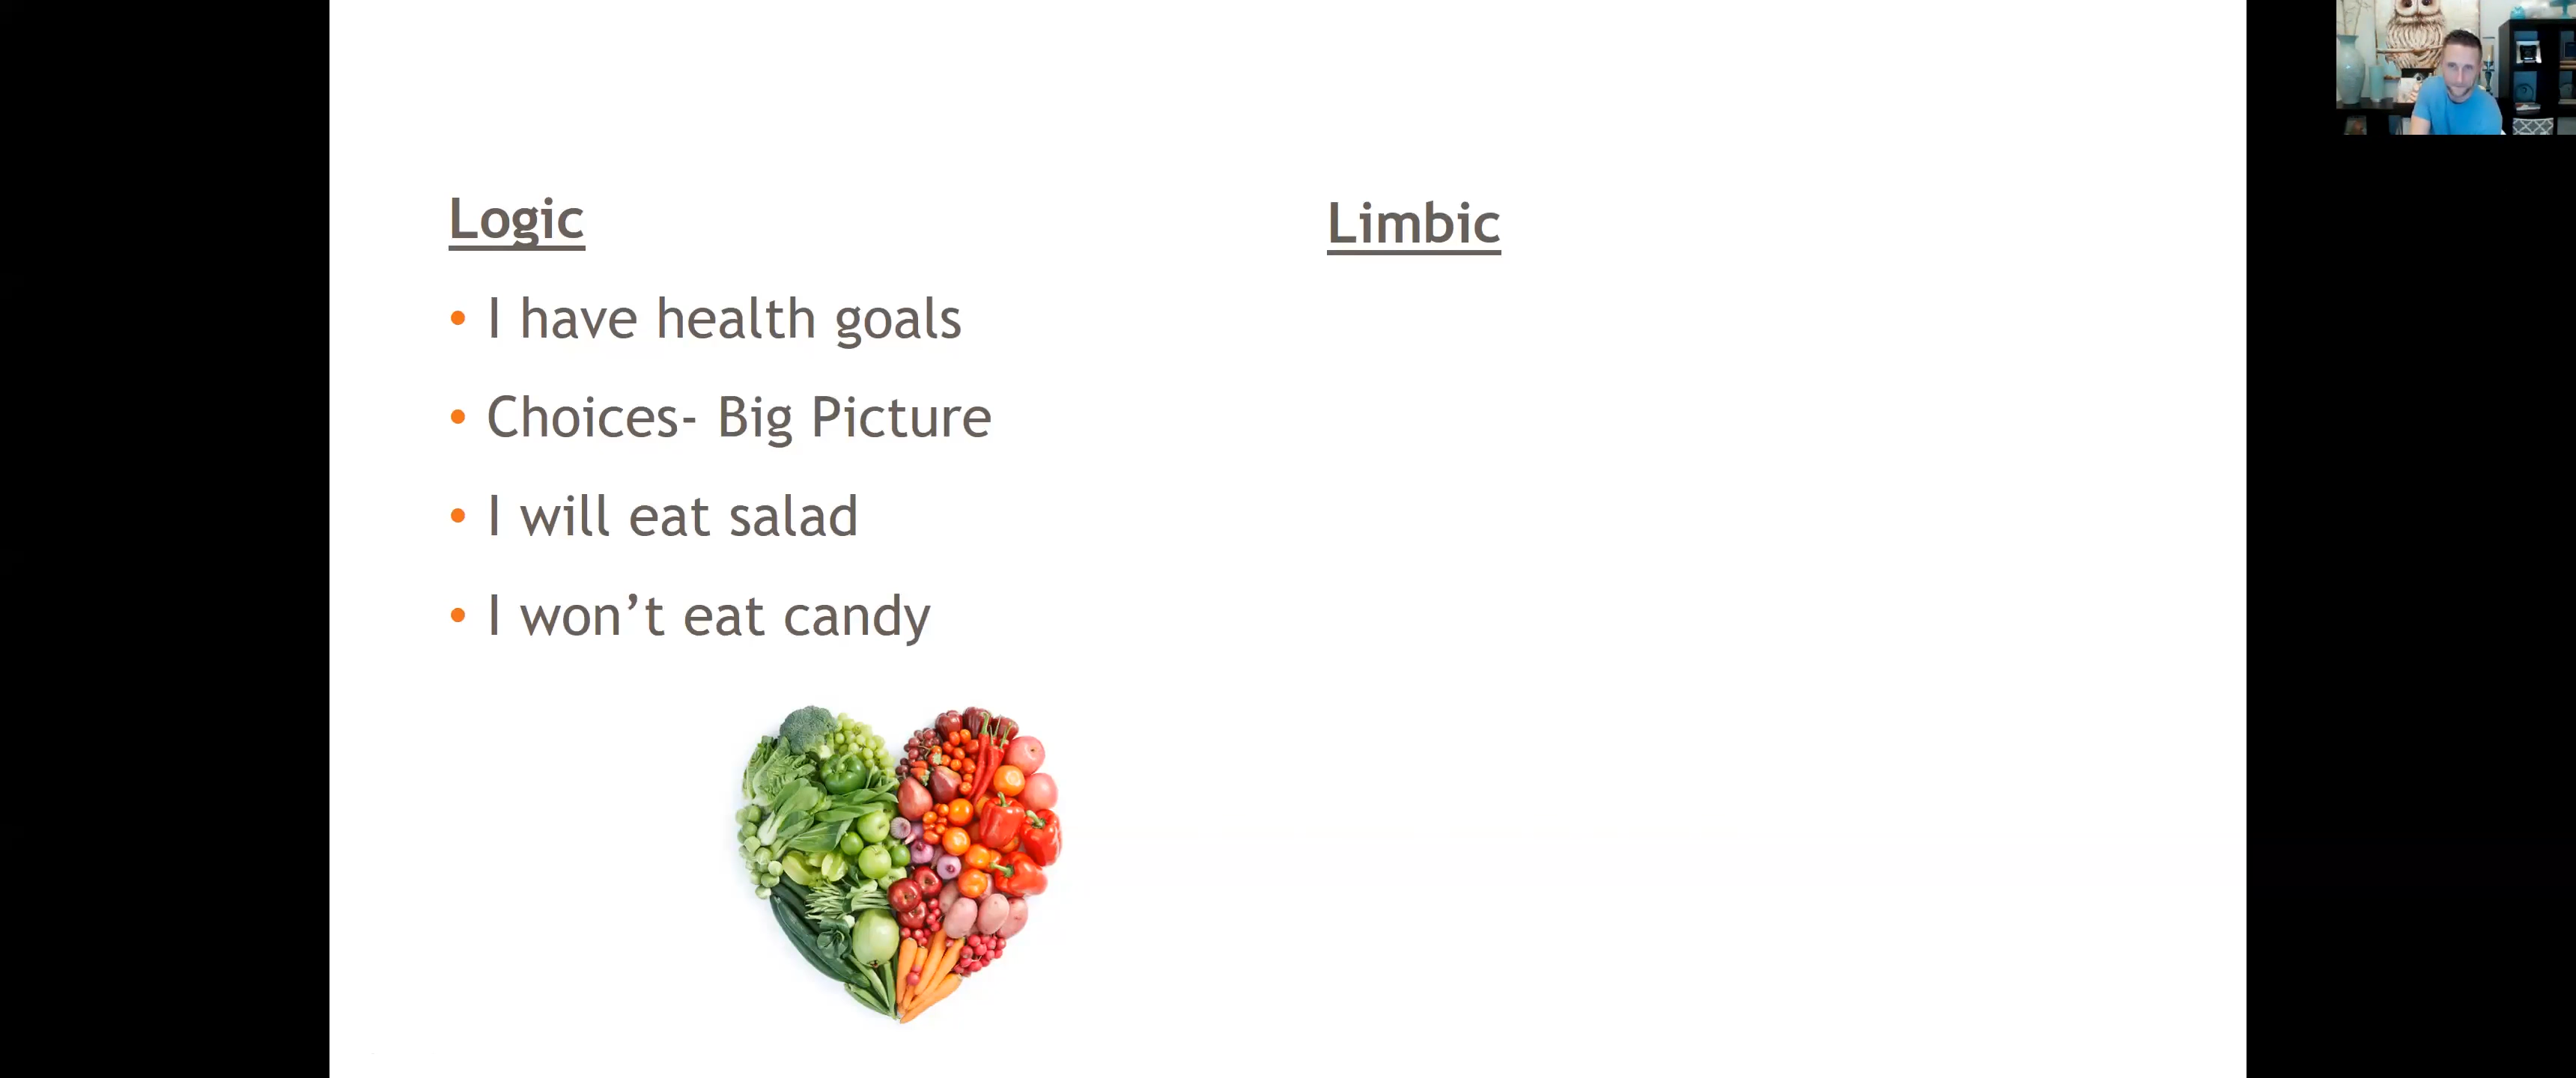 Logic
• I have health goals
• Choices- Big Picture
• I will eat salad
• I won’t eat candy
Limbic